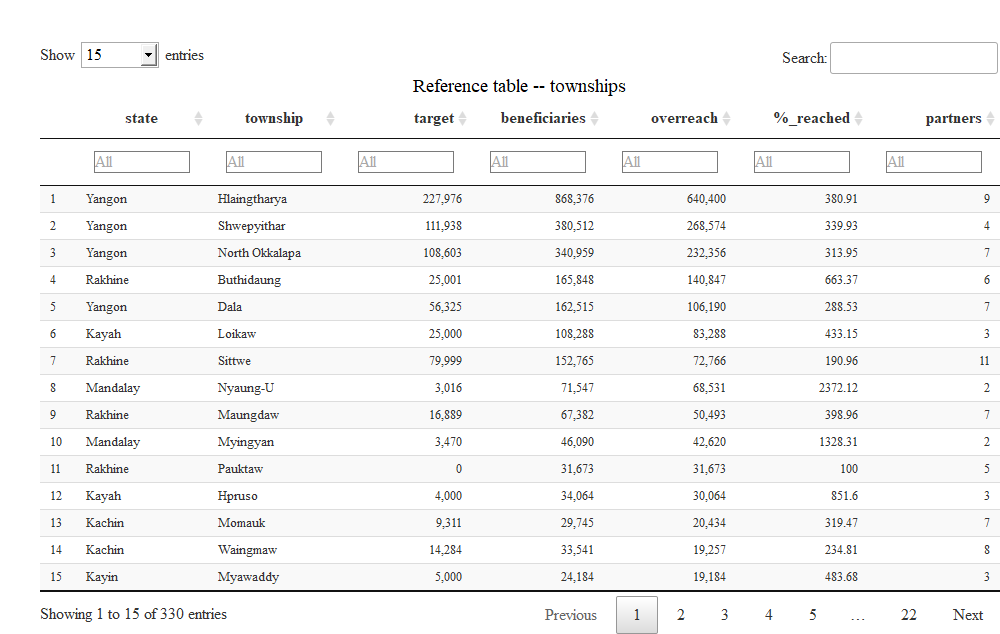 Show 15 entries Search:
Reference table -- townships
state township target beneficiaries overreach %_reached partners
All All All All All All All
1 Yangon Hlaingtharya 227,976 868,376 640,400 380.91 9
2 Yangon Shwepyithar 111,938 380,512 268,574 339.93 4
3 Yangon North Okkalapa 108,603 340,959 232,356 313.95 7
4 Rakhine Buthidaung 25,001 165,848 140,847 663.37 6
5 Yangon Dala 56,325 162,515 106,190 288.53 7
6 Kayah Loikaw 25,000 108,288 83,288 433.15 3
7 Rakhine Sittwe 79,999 152,765 72,766 190.96 11
8 Mandalay Nyaung-U 3,016 71,547 68,531 2372.12 2
9 Rakhine Maungdaw 16,889 67,382 50,493 398.96 7
10 Mandalay Myingyan 3,470 46,090 42,620 1328.31 2
11 Rakhine Pauktaw 0 31,673 31,673 100 5
12 Kayah Hpruso 4,000 34,064 30,064 851.6 3
13 Kachin Momauk 9,311 29,745 20,434 319.47 7
14 Kachin Waingmaw 14,284 33,541 19,257 234.81 8
15 Kayin Myawaddy 5,000 24,184 19,184 483.68 3
Showing 1 to 15 of 330 entries Previous 1 2 3 4 5 … 22 Next